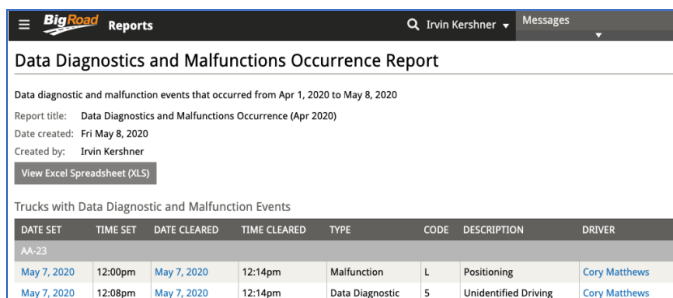 BigRoad Reports Irvin Kershner Messages
Data Diagnostics and Malfunctions Occurrence Report
Data diagnostic and malfunction events that occurred from Apr 1, 2020 to May 8, 2020
Report title: Data Diagnostics and Malfunctions Occurrence (Apr 2020)
Date created: Fri May 8, 2020
Created by: Irvin Kershner
View Excel Spreadsheet (XLS)
Trucks with Data Diagnostic and Malfunction Events
DATE SET TIME SET DATE CLEARED TIME CLEARED TYPE CODE DESCRIPTION DRIVER
AA-23
May 7, 2020 12:00pm May 7, 2020 12:14pm Malfunction L Positioning Cory Matthews
May 7, 2020 12:08pm May 7, 2020 12:14pm Data Diagnostic 5 Unidentified Driving Cory Matthews